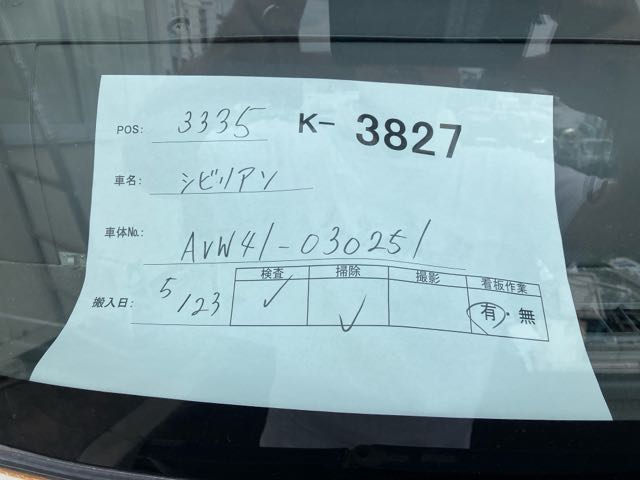 POS: 3335 K- 3827
車名: シビリアン
車体No.: AVW41-030251
検査 掃除 撮影 看板作業
搬入日: 5/23 ✓ ✓ 有・無